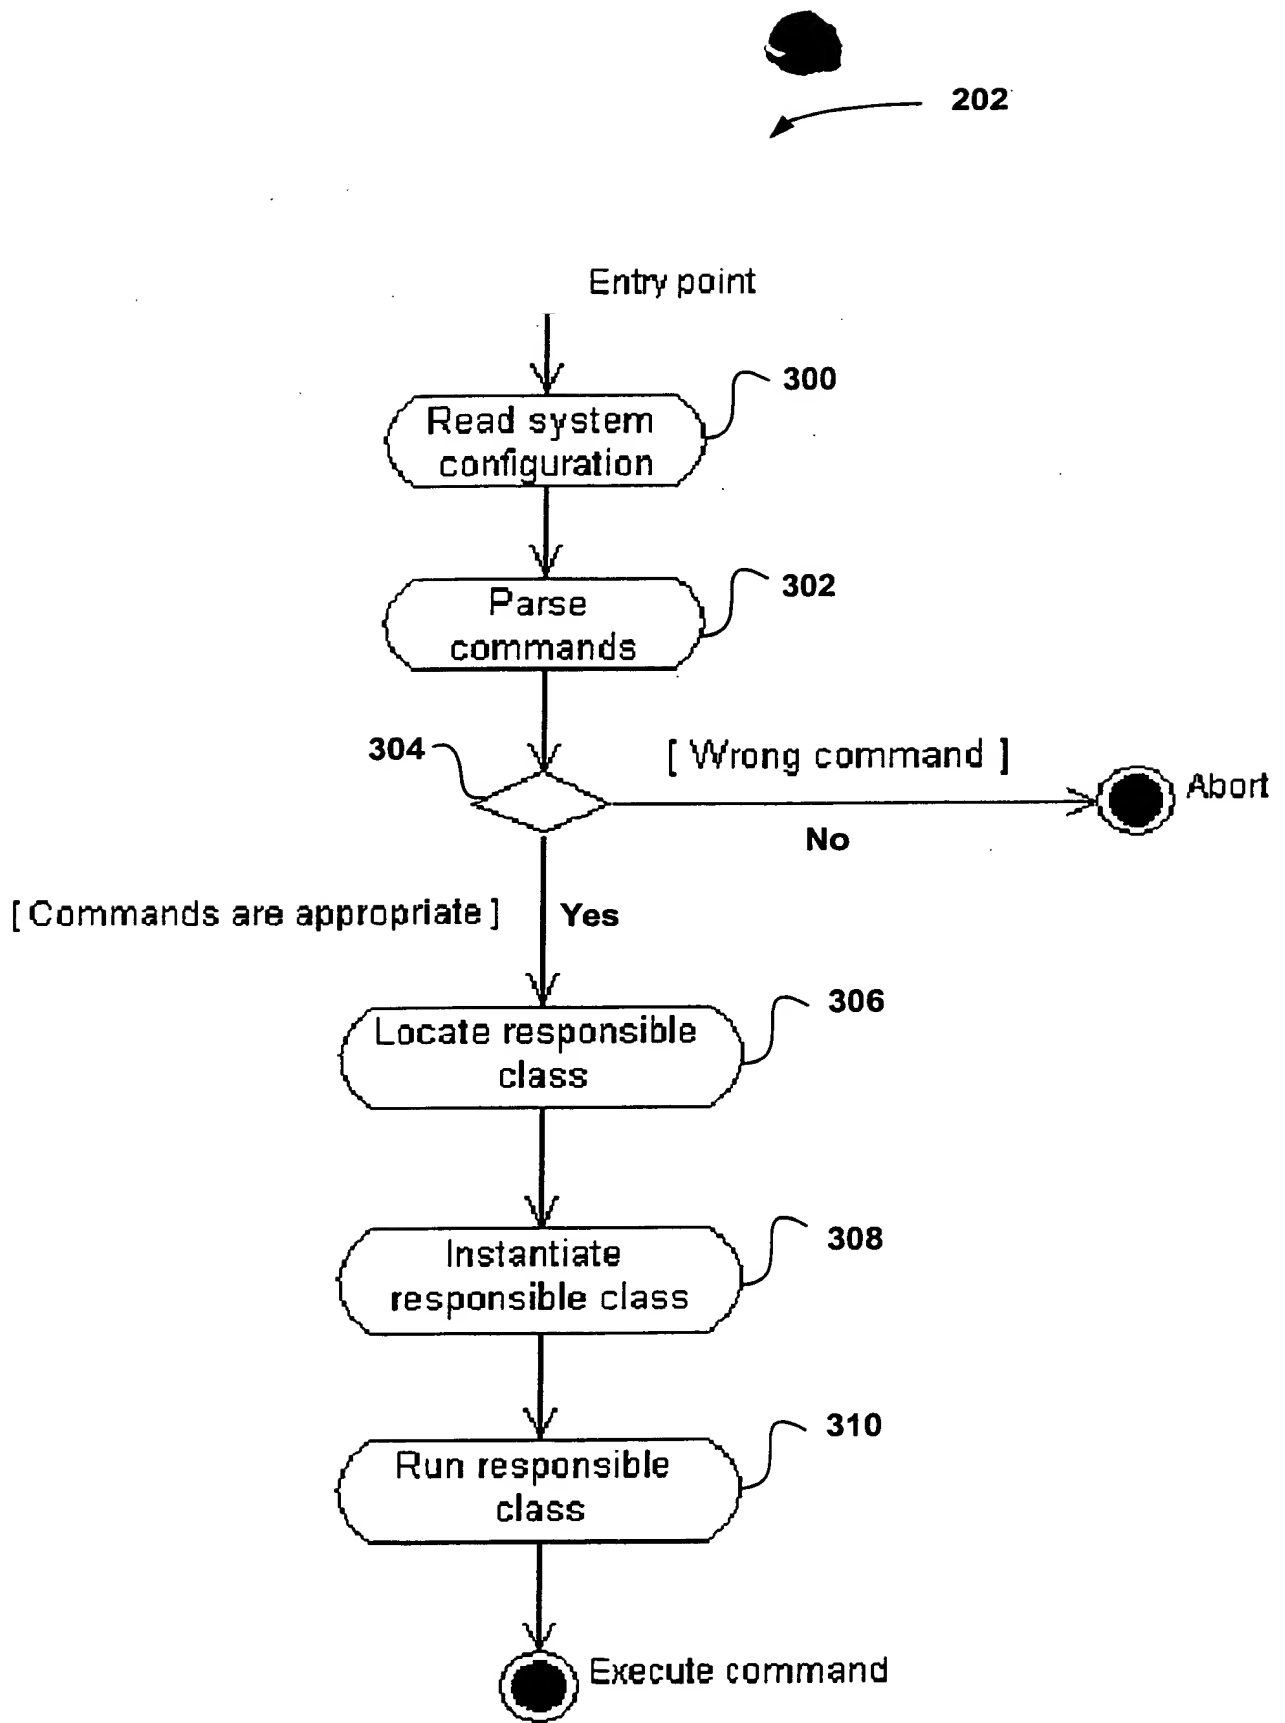 202
Entry point
300
Read system
configuration
302
Parse
commands
304
[ Wrong command ]
Abort
No
[ Commands are appropriate ]
Yes
306
Locate responsible
class
308
Instantiate
responsible class
310
Run responsible
class
Execute command